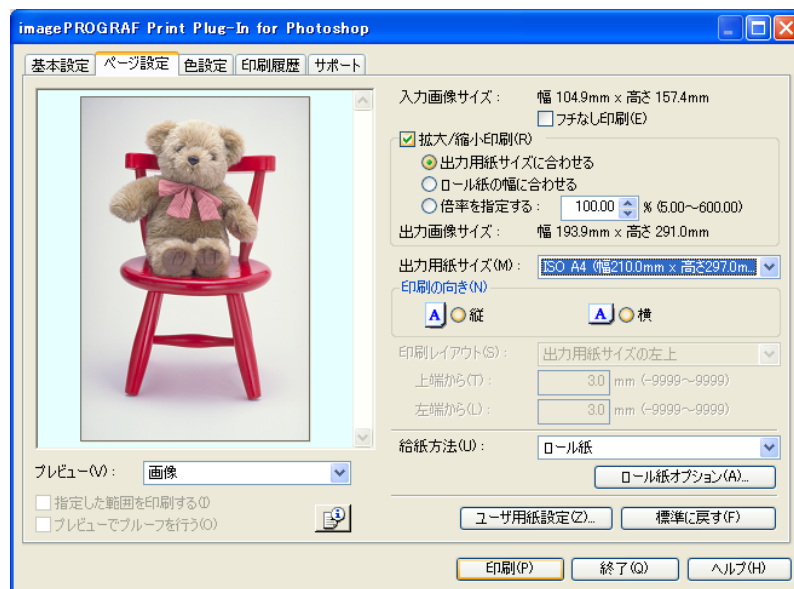 imagePROGRAF Print Plug-In for Photoshop
基本設定 ページ設定 色設定 印刷履歴 サポート
入力画像サイズ： 幅 104.9mm x 高さ 157.4mm
フチなし印刷(E)
拡大/縮小印刷(R)
出力用紙サイズに合わせる
ロール紙の幅に合わせる
倍率を指定する： 100.00 % (5.00～600.00)
出力画像サイズ： 幅 193.9mm x 高さ 291.0mm
出力用紙サイズ(M)： ISO A4 (幅210.0mm x 高さ297.0m...
印刷の向き(N)
A 縦 A 横
印刷レイアウト(S)： 出力用紙サイズの左上
上端から(T)： 3.0 mm (-9999～9999)
左端から(L)： 3.0 mm (-9999～9999)
給紙方法(U)： ロール紙
ロール紙オプション(A)...
プレビュー(V)： 画像
指定した範囲を印刷する(I)
プレビューでプルーフを行う(O)
ユーザ用紙設定(Z)... 標準に戻す(F)
印刷(P) 終了(Q) ヘルプ(H)